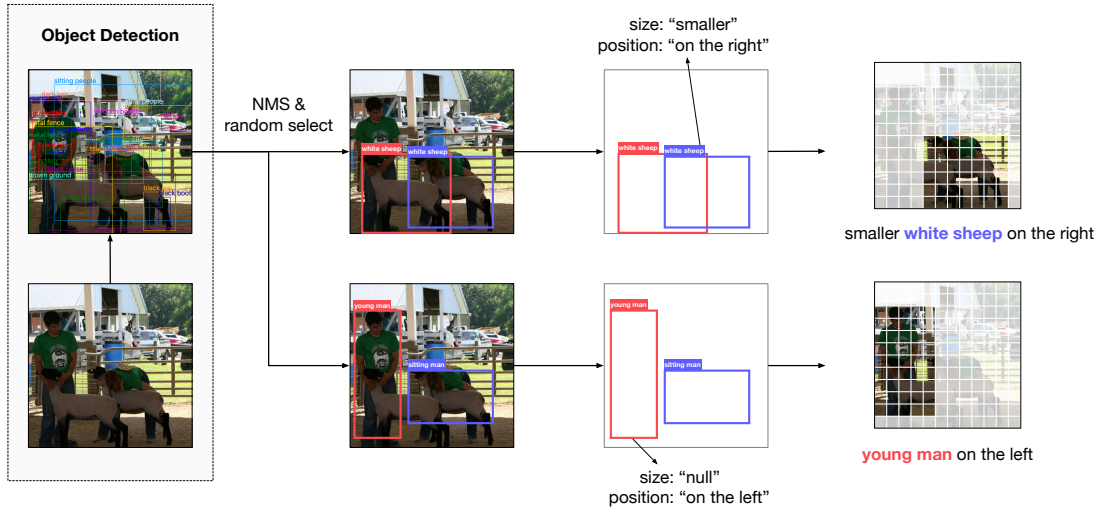 Object Detection
sitting people
metal fence
brown ground
black boot
NMS &
random select
white sheep
white sheep
size: “smaller”
position: “on the right”
white sheep
white sheep
smaller white sheep on the right
young man
sitting man
young man
sitting man
size: “null”
position: “on the left”
young man on the left